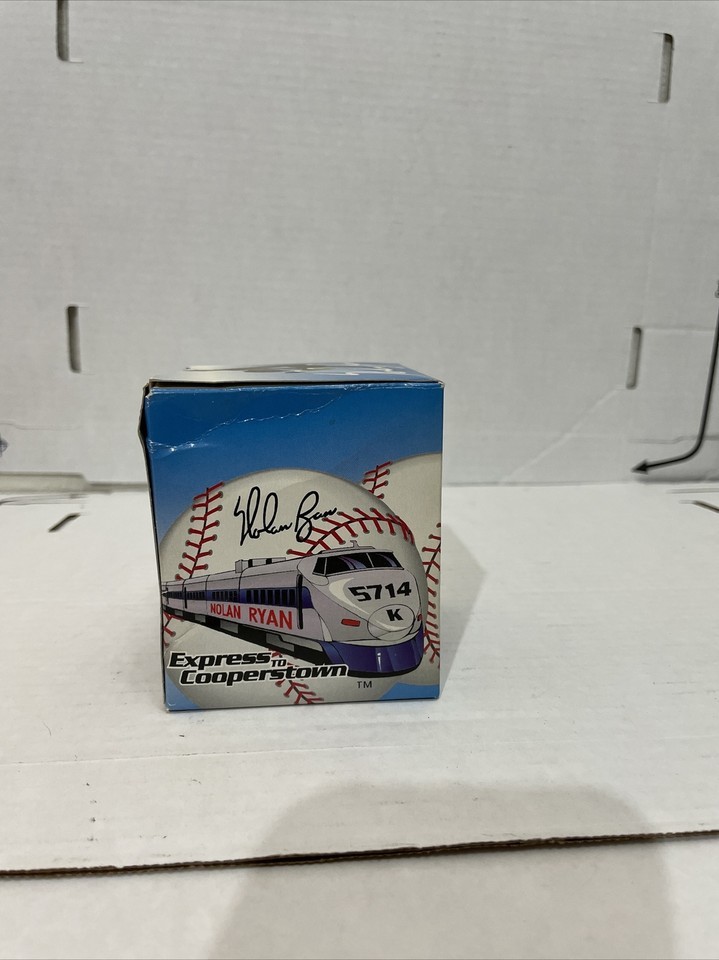 Nolan Ryan
5714
K
NOLAN RYAN
Express TO
Cooperstown TM